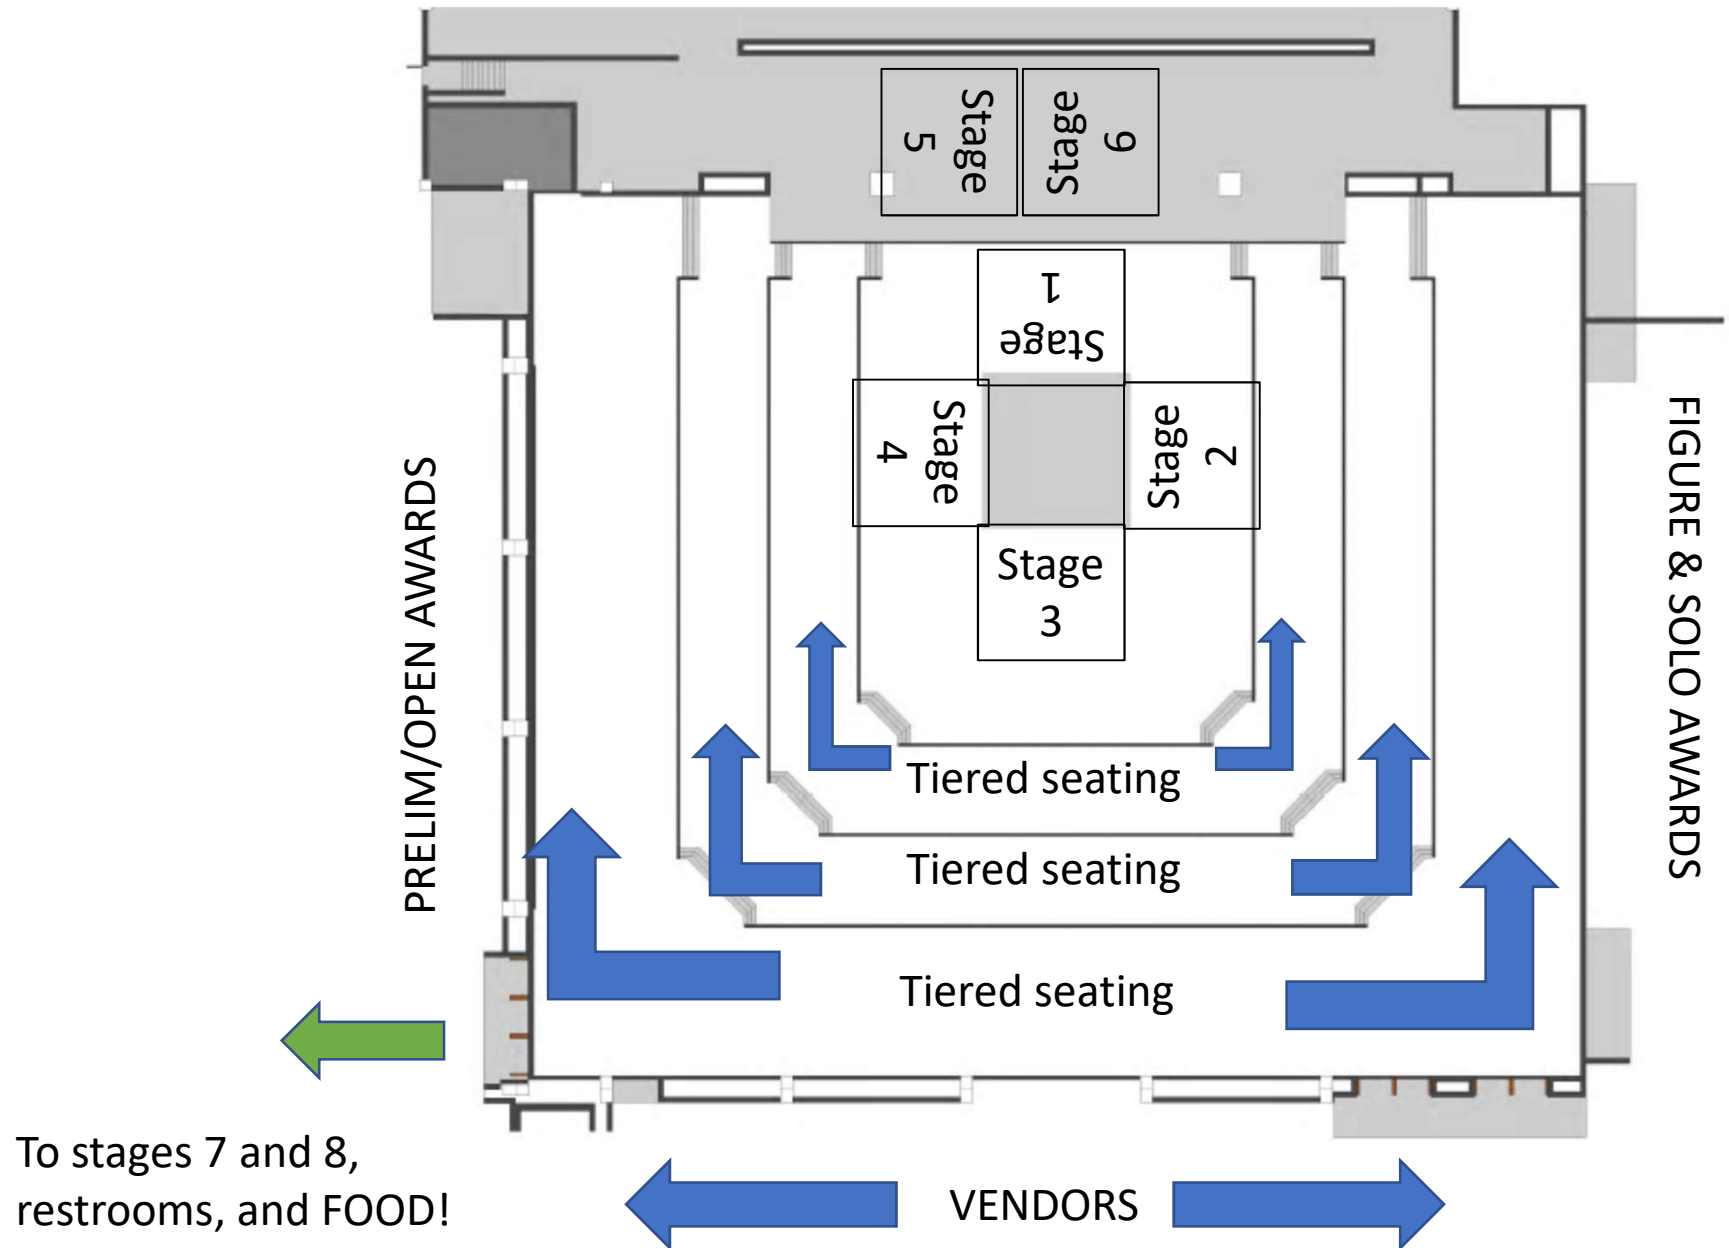 Stage
5
Stage
6
Stage
1
Stage
4
Stage
2
Stage
3
PRELIM/OPEN AWARDS
FIGURE & SOLO AWARDS
Tiered seating
Tiered seating
Tiered seating
To stages 7 and 8,
restrooms, and FOOD!
VENDORS